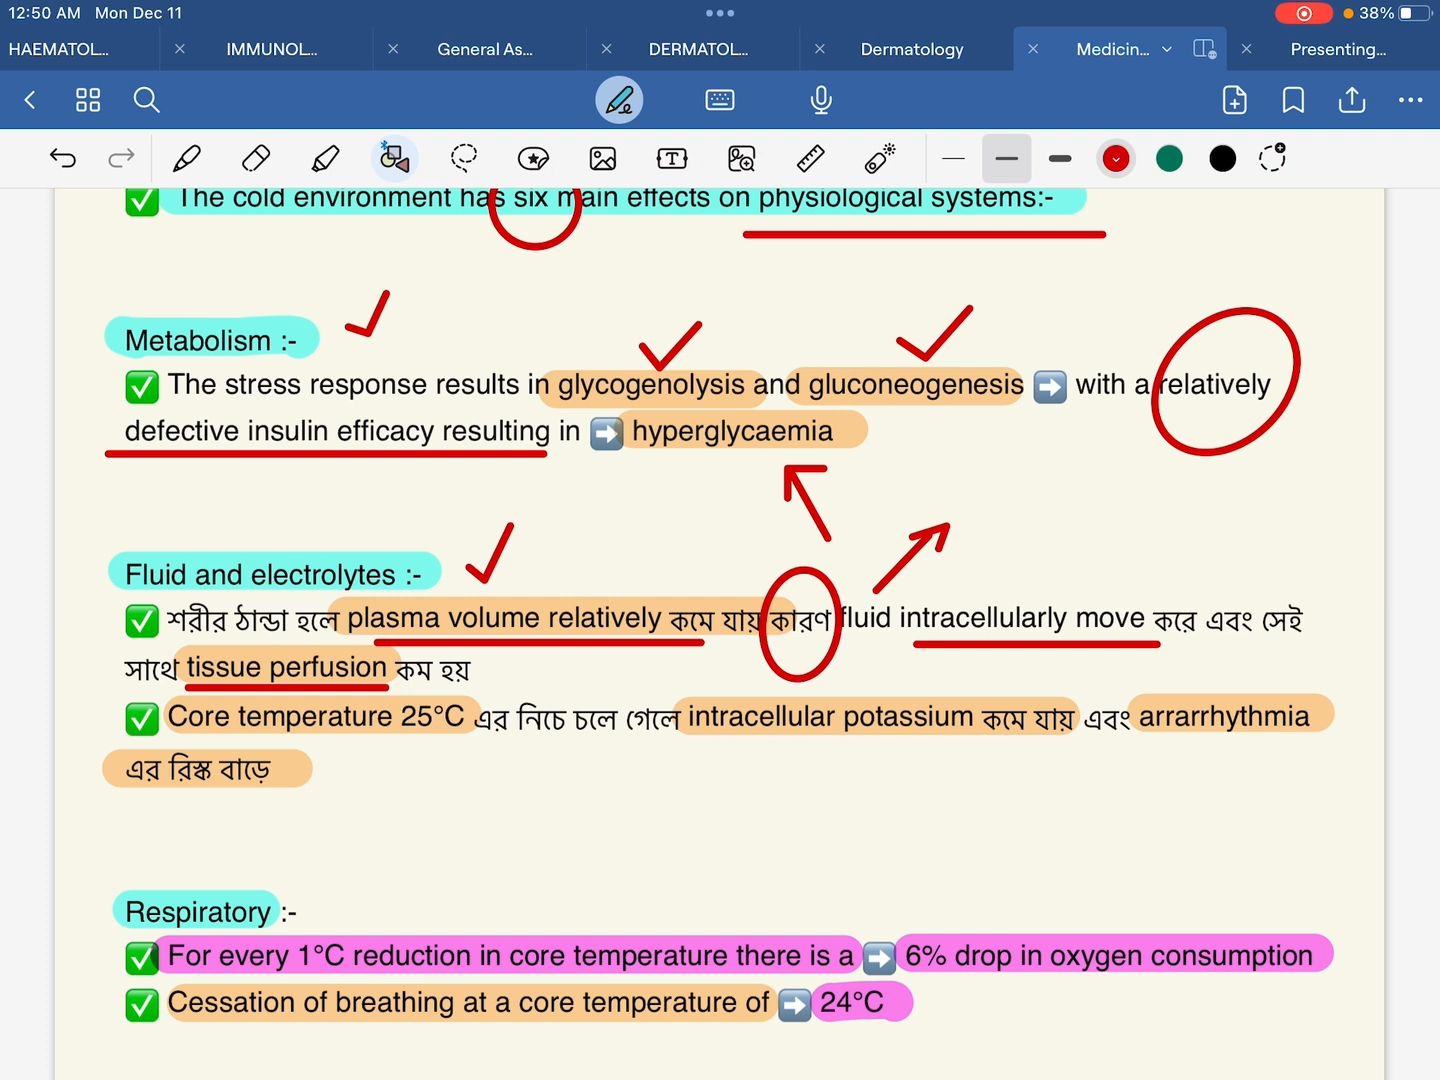 12:50 AM Mon Dec 11
38%
HAEMATOL...
IMMUNOL...
General As...
DERMATOL...
Dermatology
Medicin...
Presenting...
✅ The cold environment has six main effects on physiological systems:-
Metabolism :-
✅ The stress response results in glycogenolysis and gluconeogenesis ➡️ with a relatively
defective insulin efficacy resulting in ➡️ hyperglycaemia
Fluid and electrolytes :-
✅ শরীর ঠান্ডা হলে plasma volume relatively কমে যায় কারণ fluid intracellularly move করে এবং সেই
সাথে tissue perfusion কম হয়
✅ Core temperature 25°C এর নিচে চলে গেলে intracellular potassium কমে যায় এবং arrarrhythmia
এর রিস্ক বাড়ে
Respiratory :-
✅ For every 1°C reduction in core temperature there is a ➡️ 6% drop in oxygen consumption
✅ Cessation of breathing at a core temperature of ➡️ 24°C